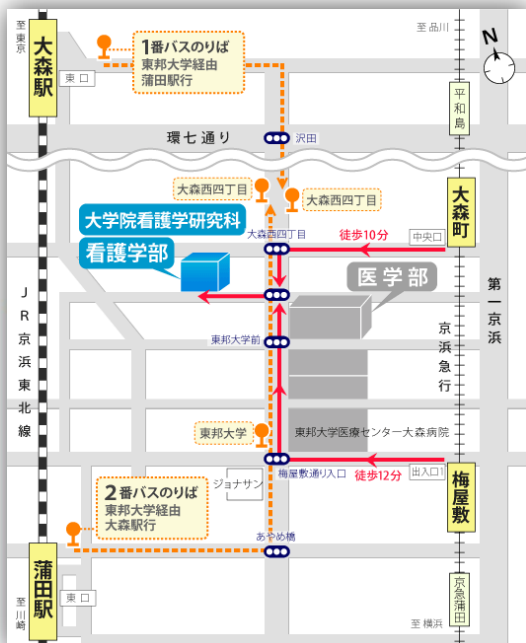 至東京
大森駅
東口
1番バスのりば
東邦大学経由
蒲田駅行
至品川
N
平和島
環七通り
沢田
大森西四丁目
大森西四丁目
大森町
大学院看護学研究科
看護学部
大森西四丁目
徒歩10分
中央口
医学部
第一京浜
JR京浜東北線
東邦大学前
京浜急行
東邦大学
東邦大学医療センター大森病院
ジョナサン
梅屋敷通り入口
徒歩12分
出入口1
梅屋敷
2番バスのりば
東邦大学経由
大森駅行
あやめ橋
蒲田駅
東口
京急蒲田
至川崎
至横浜